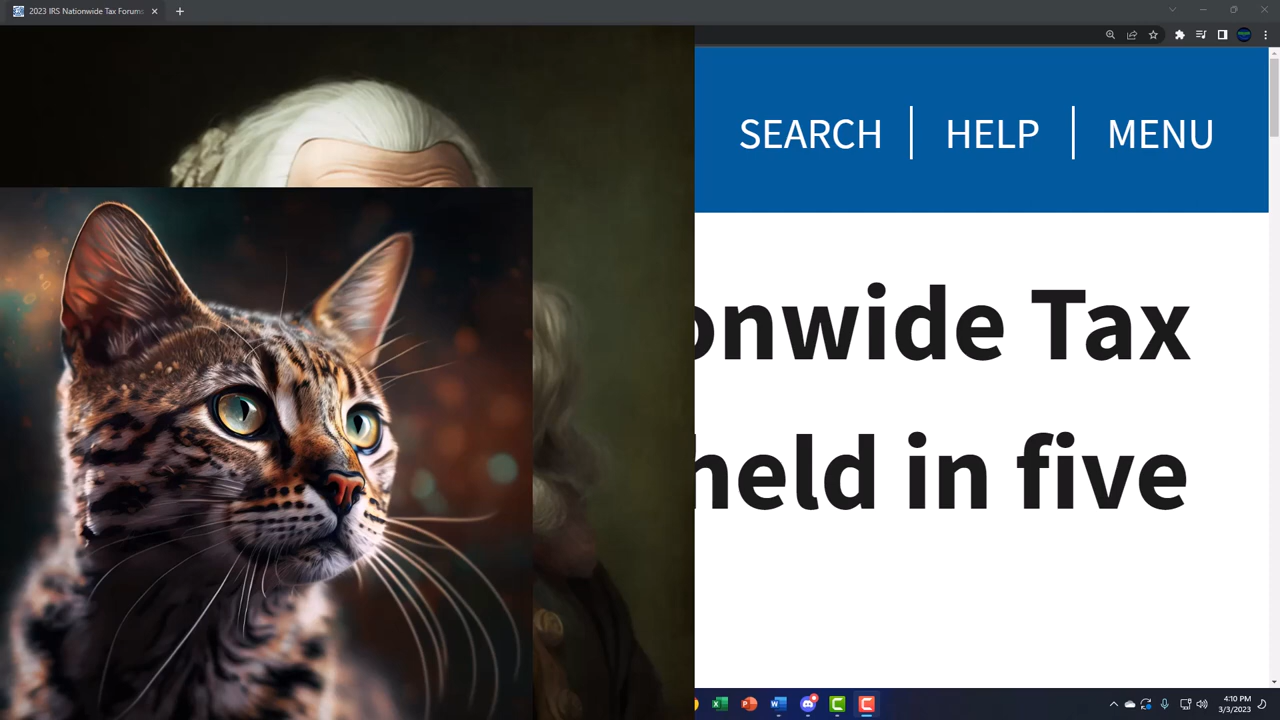 2023 IRS Nationwide Tax Forums
SEARCH | HELP | MENU
onwide Tax
held in five
4:10 PM
3/3/2023